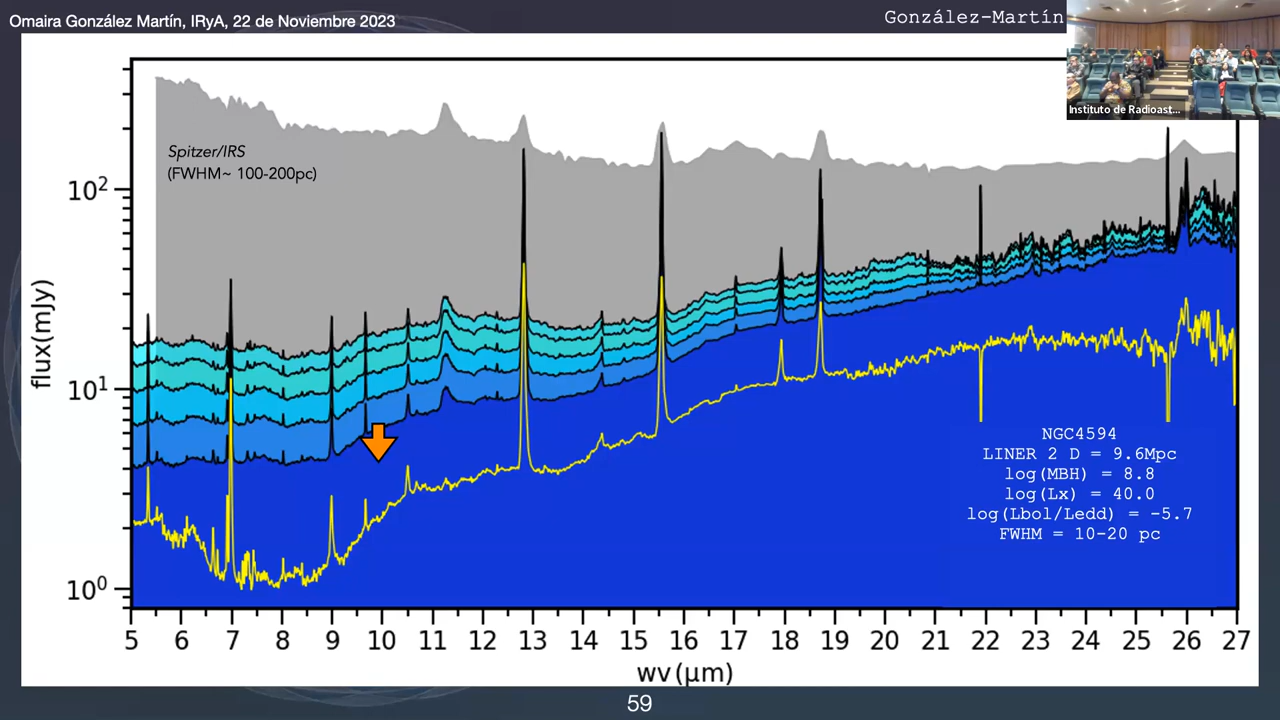 Omaira González Martín, IRyA, 22 de Noviembre 2023
González-Martín
Instituto de Radioast...
Spitzer/IRS
(FWHM~ 100-200pc)
10²
10¹
10⁰
flux(mJy)
NGC4594
LINER 2 D = 9.6Mpc
log(MBH) = 8.8
log(Lx) = 40.0
log(Lbol/Ledd) = -5.7
FWHM = 10-20 pc
5 6 7 8 9 10 11 12 13 14 15 16 17 18 19 20 21 22 23 24 25 26 27
wv(μm)
59